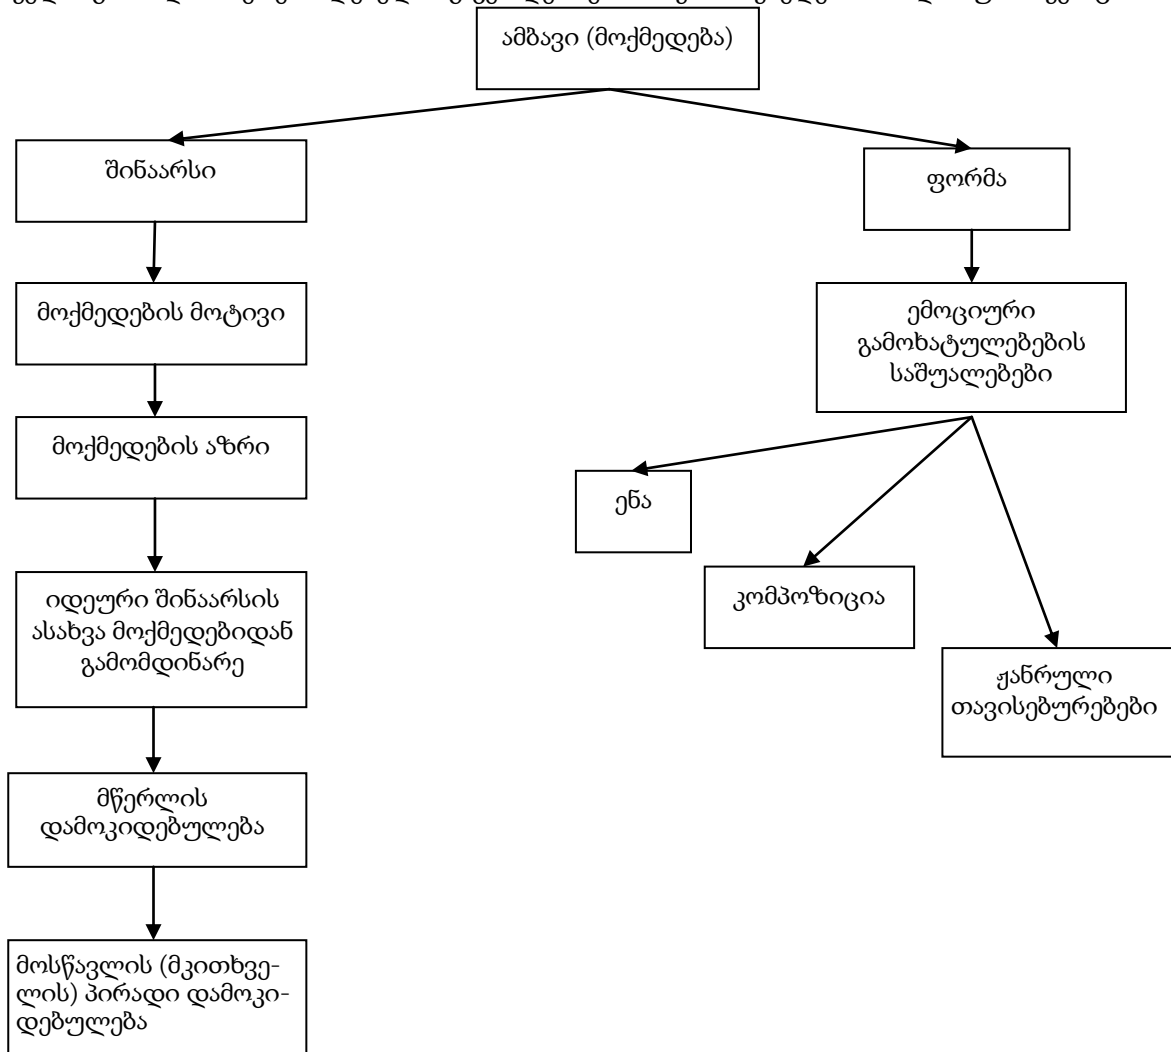 ამბავი (მოქმედება)
შინაარსი
ფორმა
მოქმედების მოტივი
ემოციური
გამოხატულებების
საშუალებები
მოქმედების აზრი
ენა
კომპოზიცია
იდეური შინაარსის
ასახვა მოქმედებიდან
გამომდინარე
ჟანრული
თავისებურებები
მწერლის
დამოკიდებულება
მოსწავლის (მკითხვე-
ლის) პირადი დამოკი-
დებულება